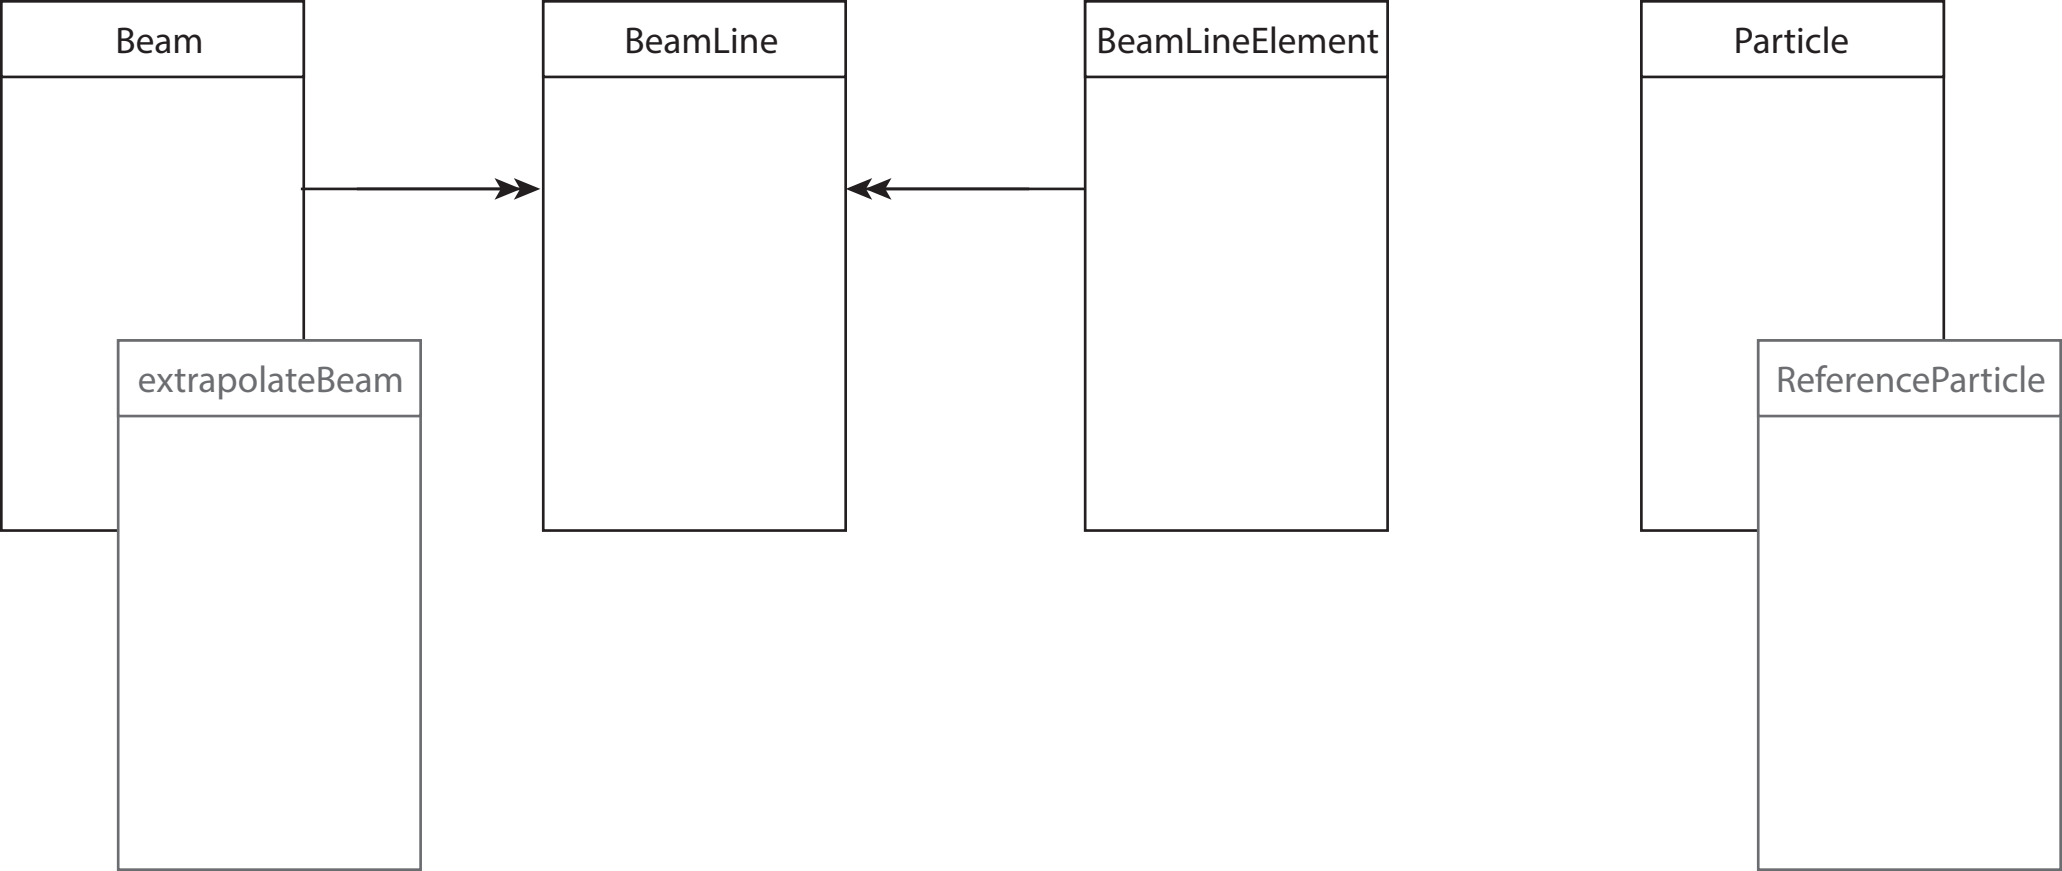 Beam
BeamLine
BeamLineElement
Particle
extrapolateBeam
ReferenceParticle